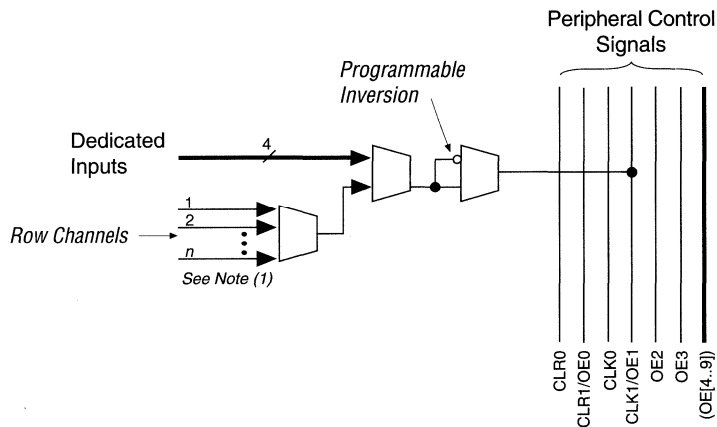 Peripheral Control
Signals
Programmable
Inversion
Dedicated
Inputs
4
1
2
n
Row Channels
See Note (1)
CLR0
CLR1/OE0
CLK0
CLK1/OE1
OE2
OE3
(OE[4..9])